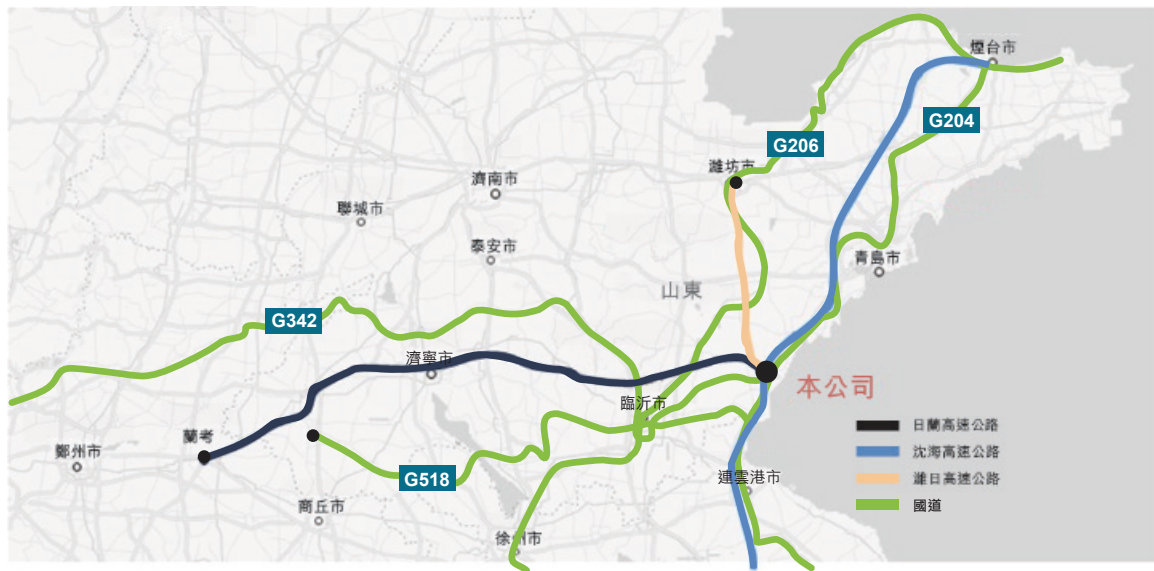 煙台市
G204
G206
濰坊市
濟南市
聯城市
泰安市
青島市
山東
G342
濟寧市
本公司
臨沂市
日蘭高速公路
蘭考
鄭州市
沈海高速公路
連雲港市
濰日高速公路
G518
商丘市
國道
徐州市